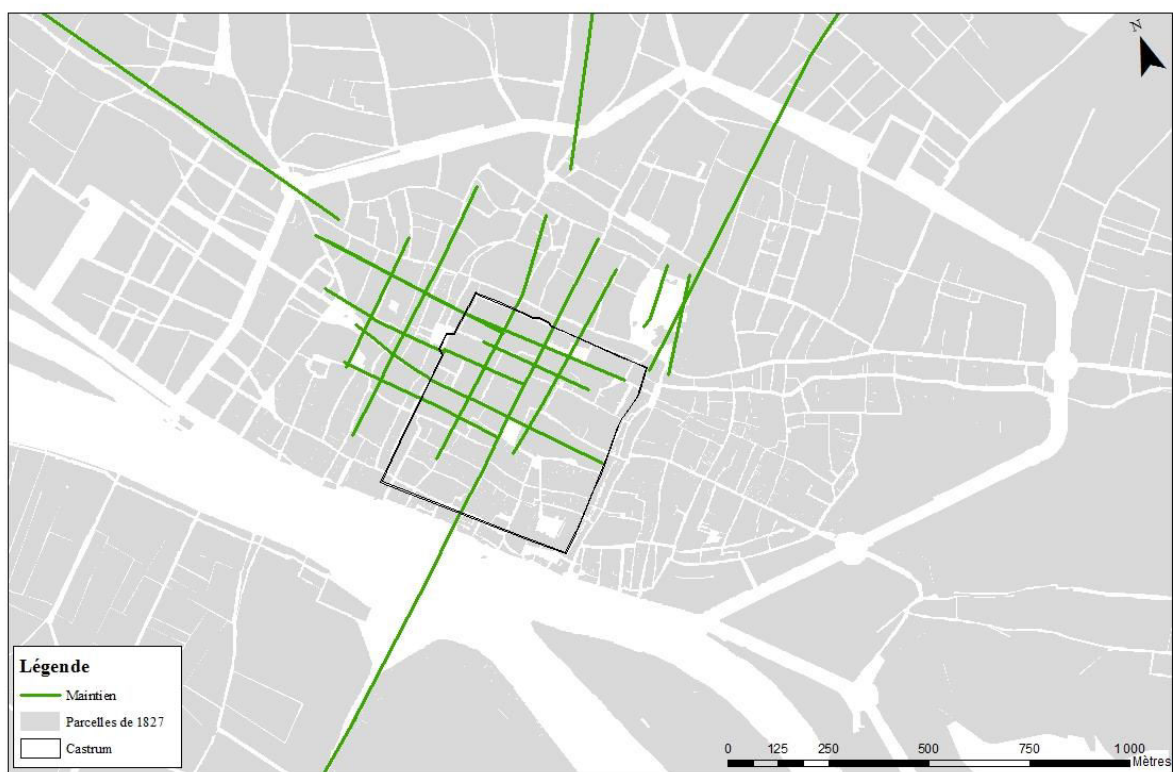 N
Légende
Maintien
Parcelles de 1827
Castrum
0 125 250 500 750 1 000
Mètres